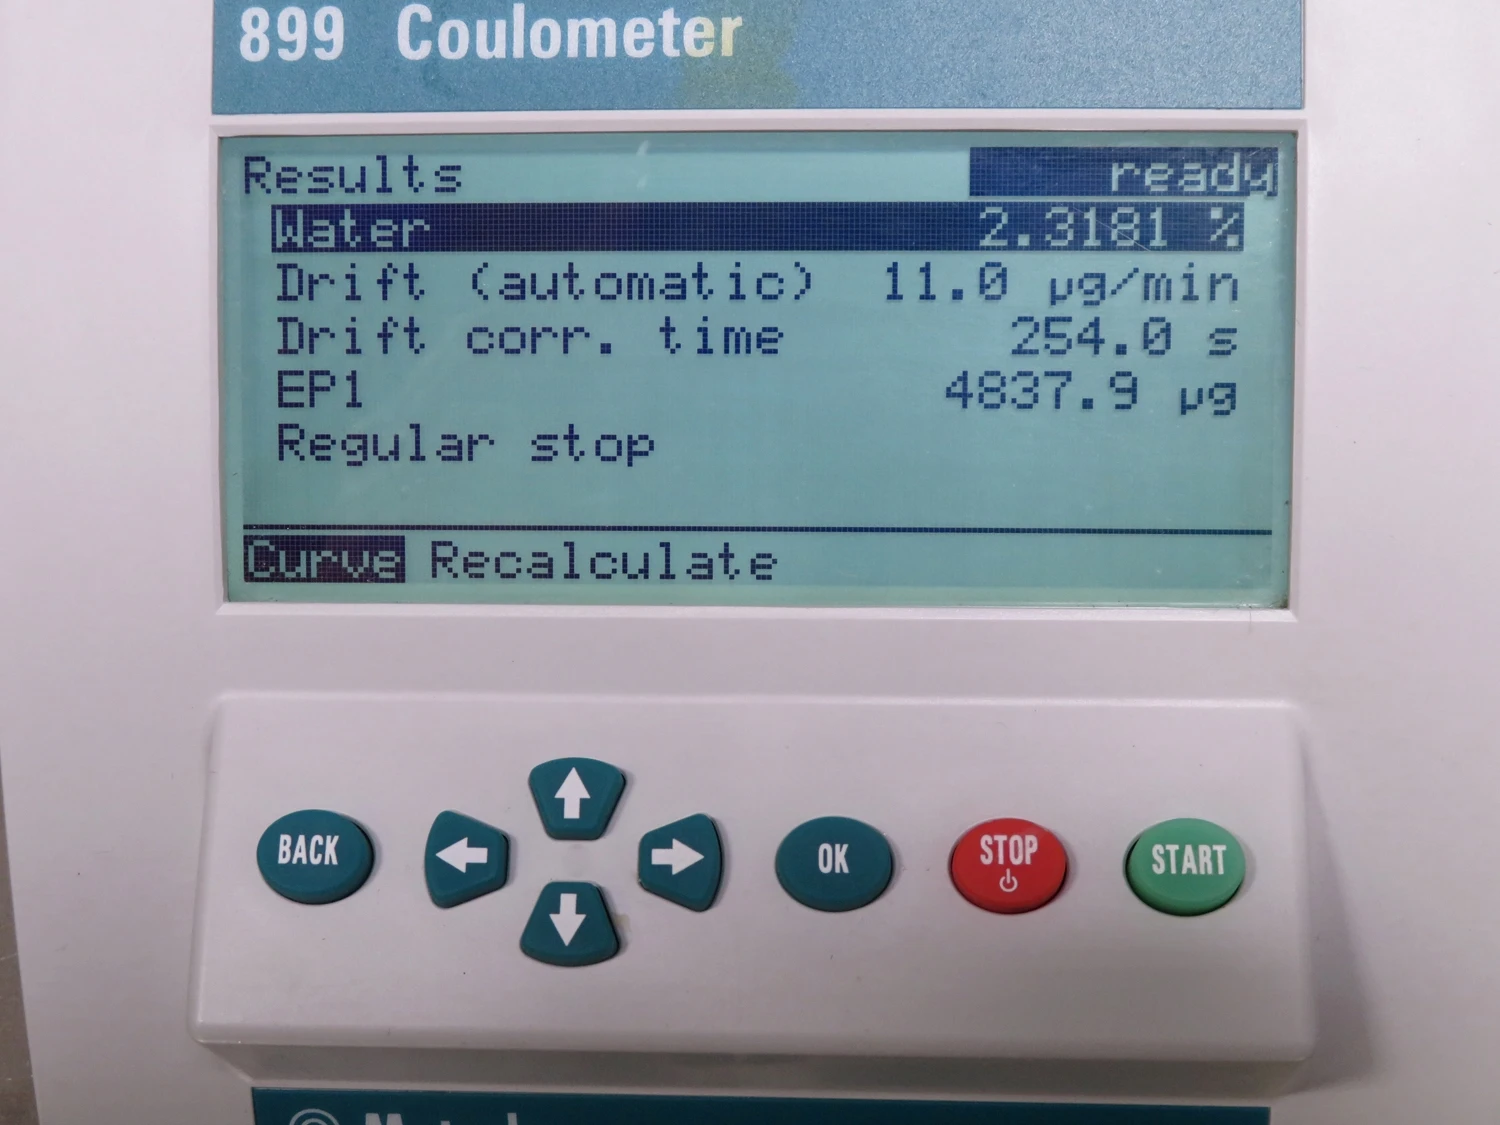 899 Coulometer
Results ready
Water 2.3181 %
Drift (automatic) 11.0 µg/min
Drift corr. time 254.0 s
EP1 4837.9 µg
Regular stop
Curve Recalculate
BACK OK STOP START